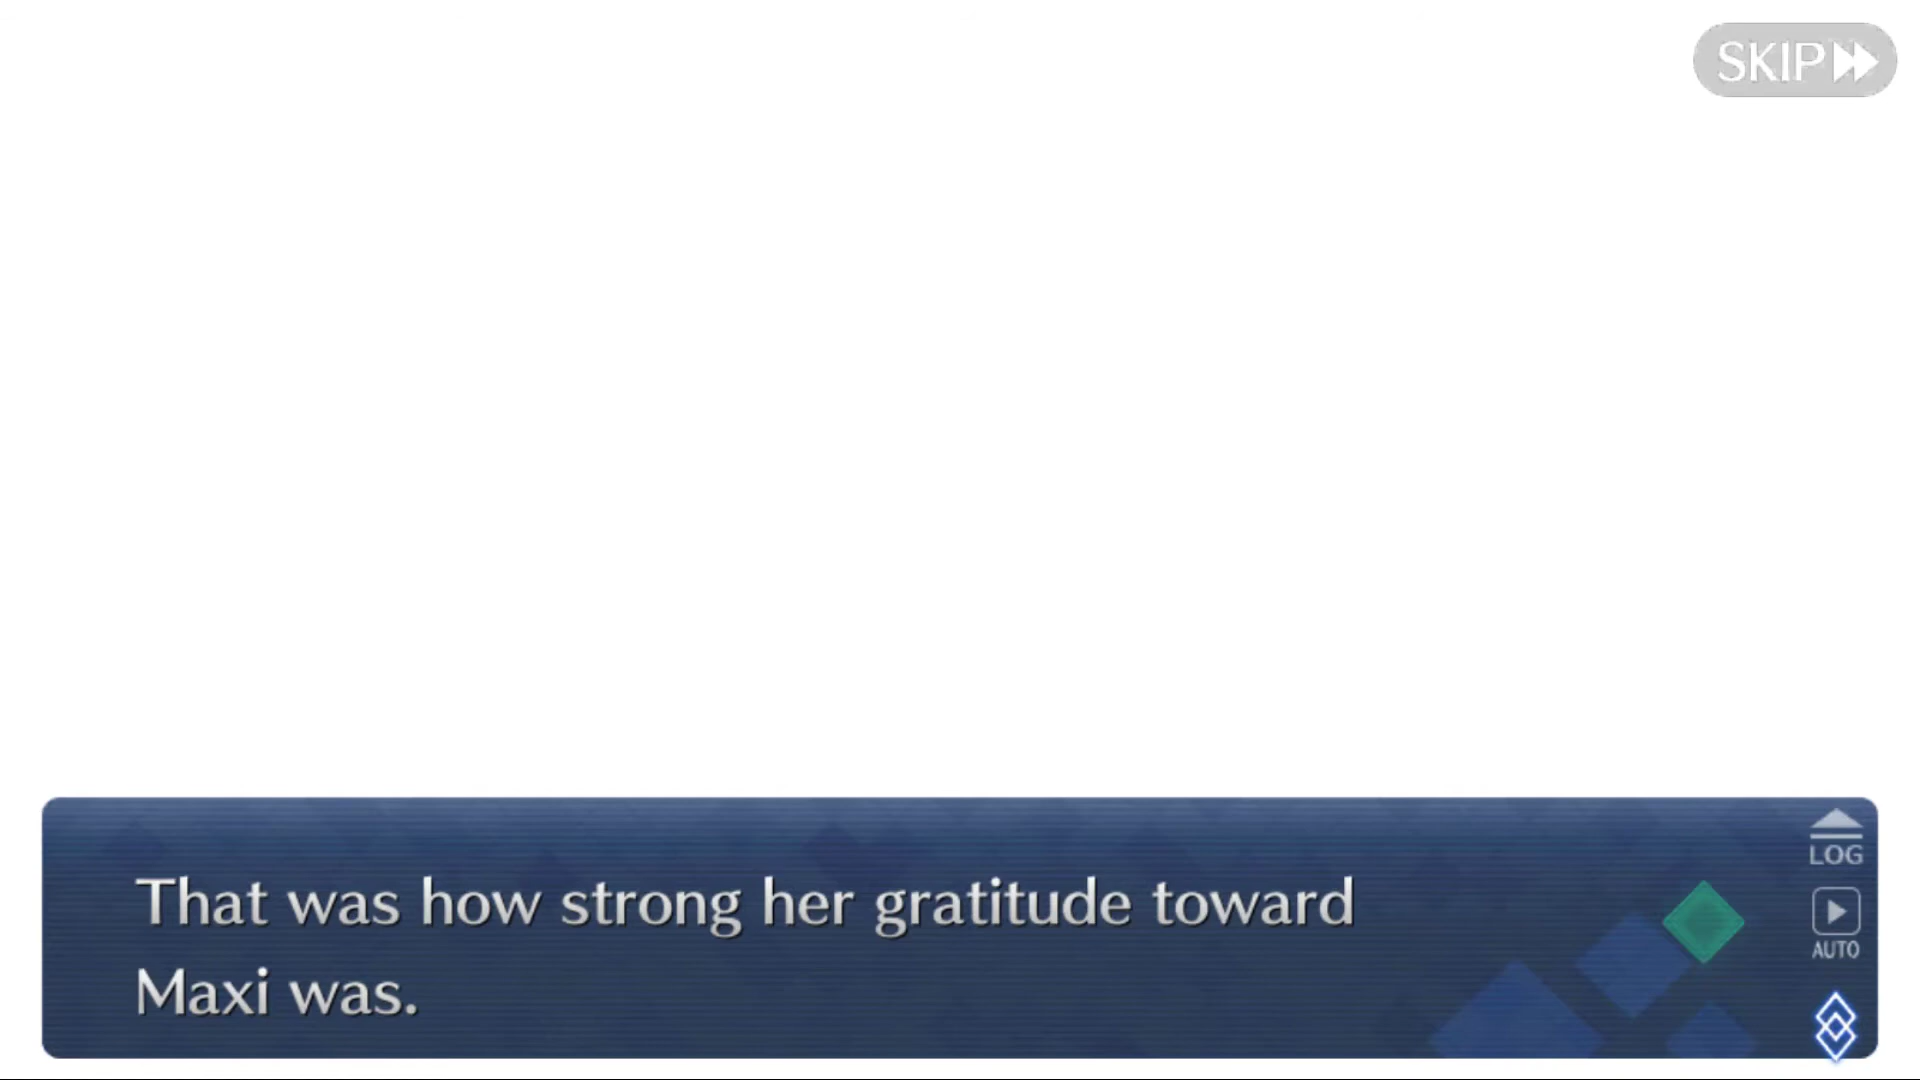 SKIP
That was how strong her gratitude toward
Maxi was.
LOG
AUTO